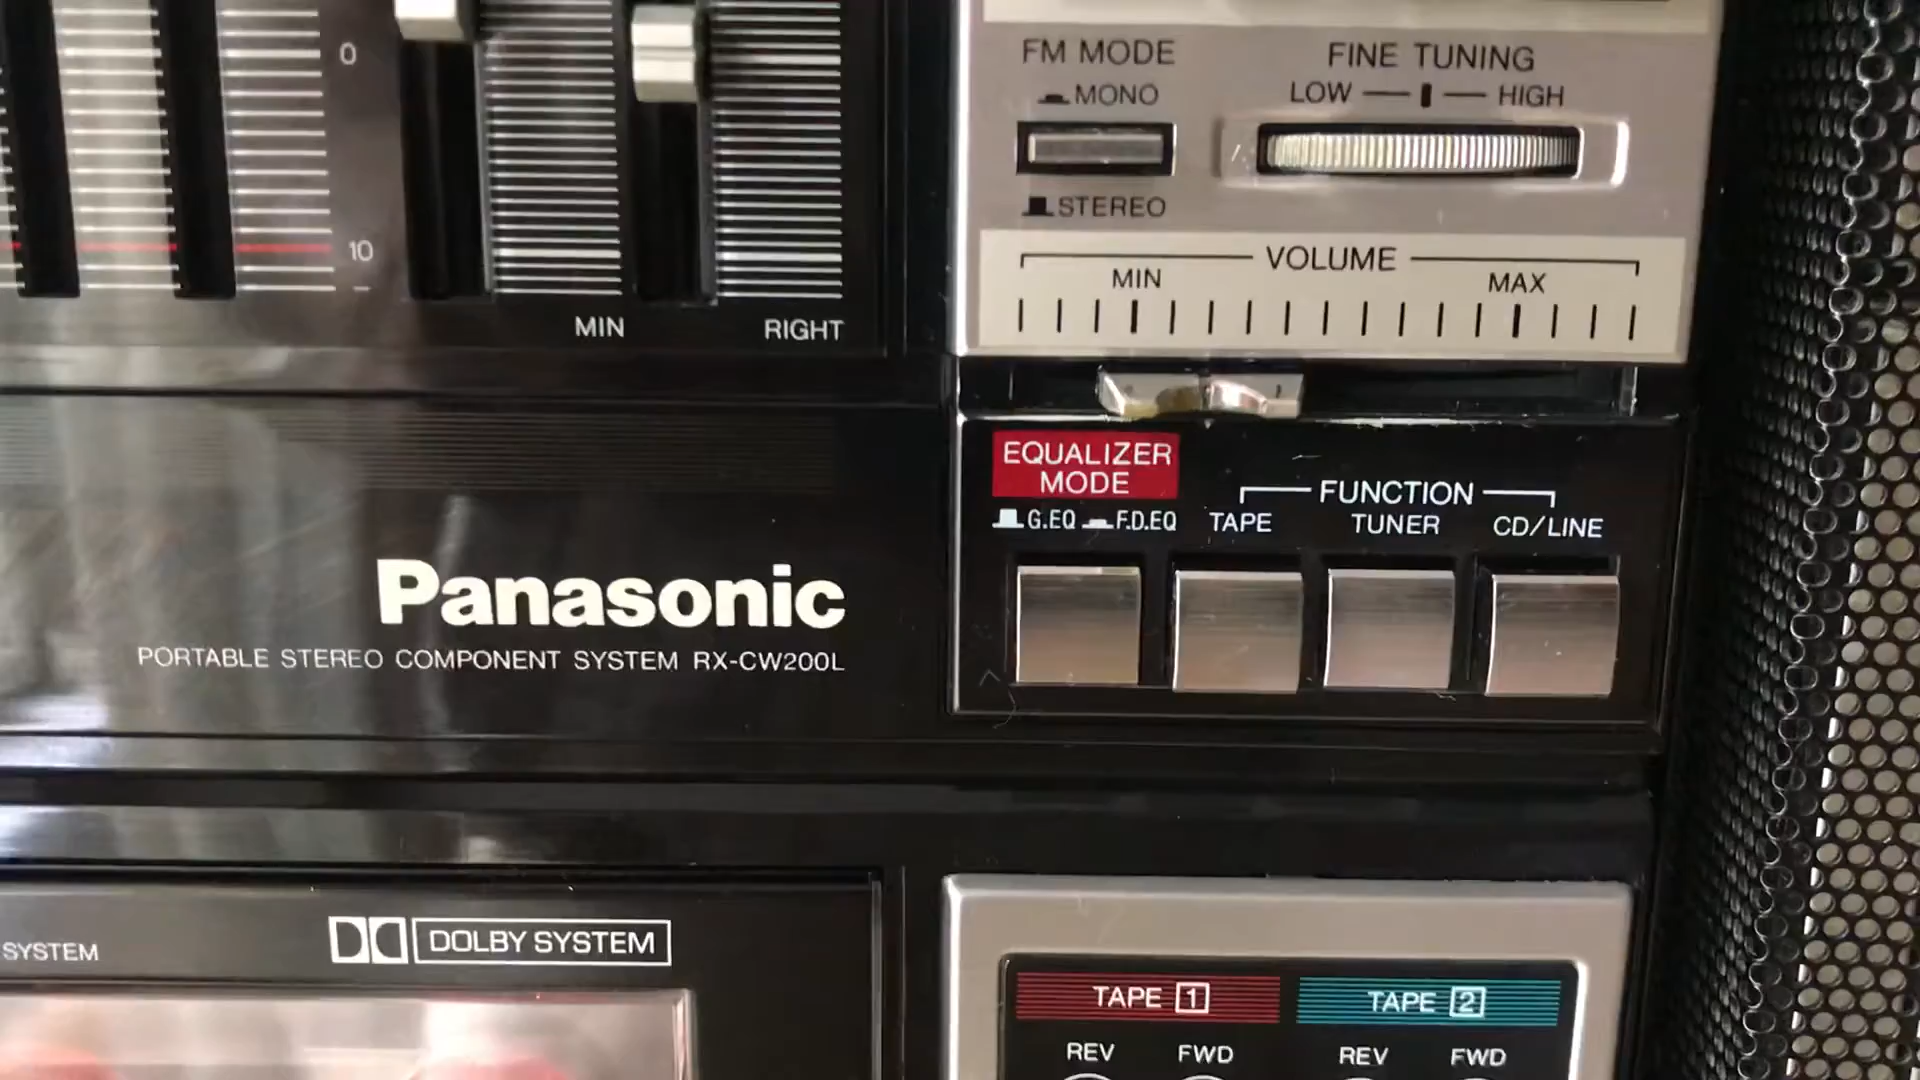 0
10
MIN
RIGHT
FM MODE
MONO
STEREO
FINE TUNING
LOW
HIGH
VOLUME
MIN
MAX
EQUALIZER
MODE
G.EQ
F.D.EQ
FUNCTION
TAPE
TUNER
CD/LINE
Panasonic
PORTABLE STEREO COMPONENT SYSTEM RX-CW200L
SYSTEM
DOLBY SYSTEM
TAPE 1
TAPE 2
REV
FWD
REV
FWD